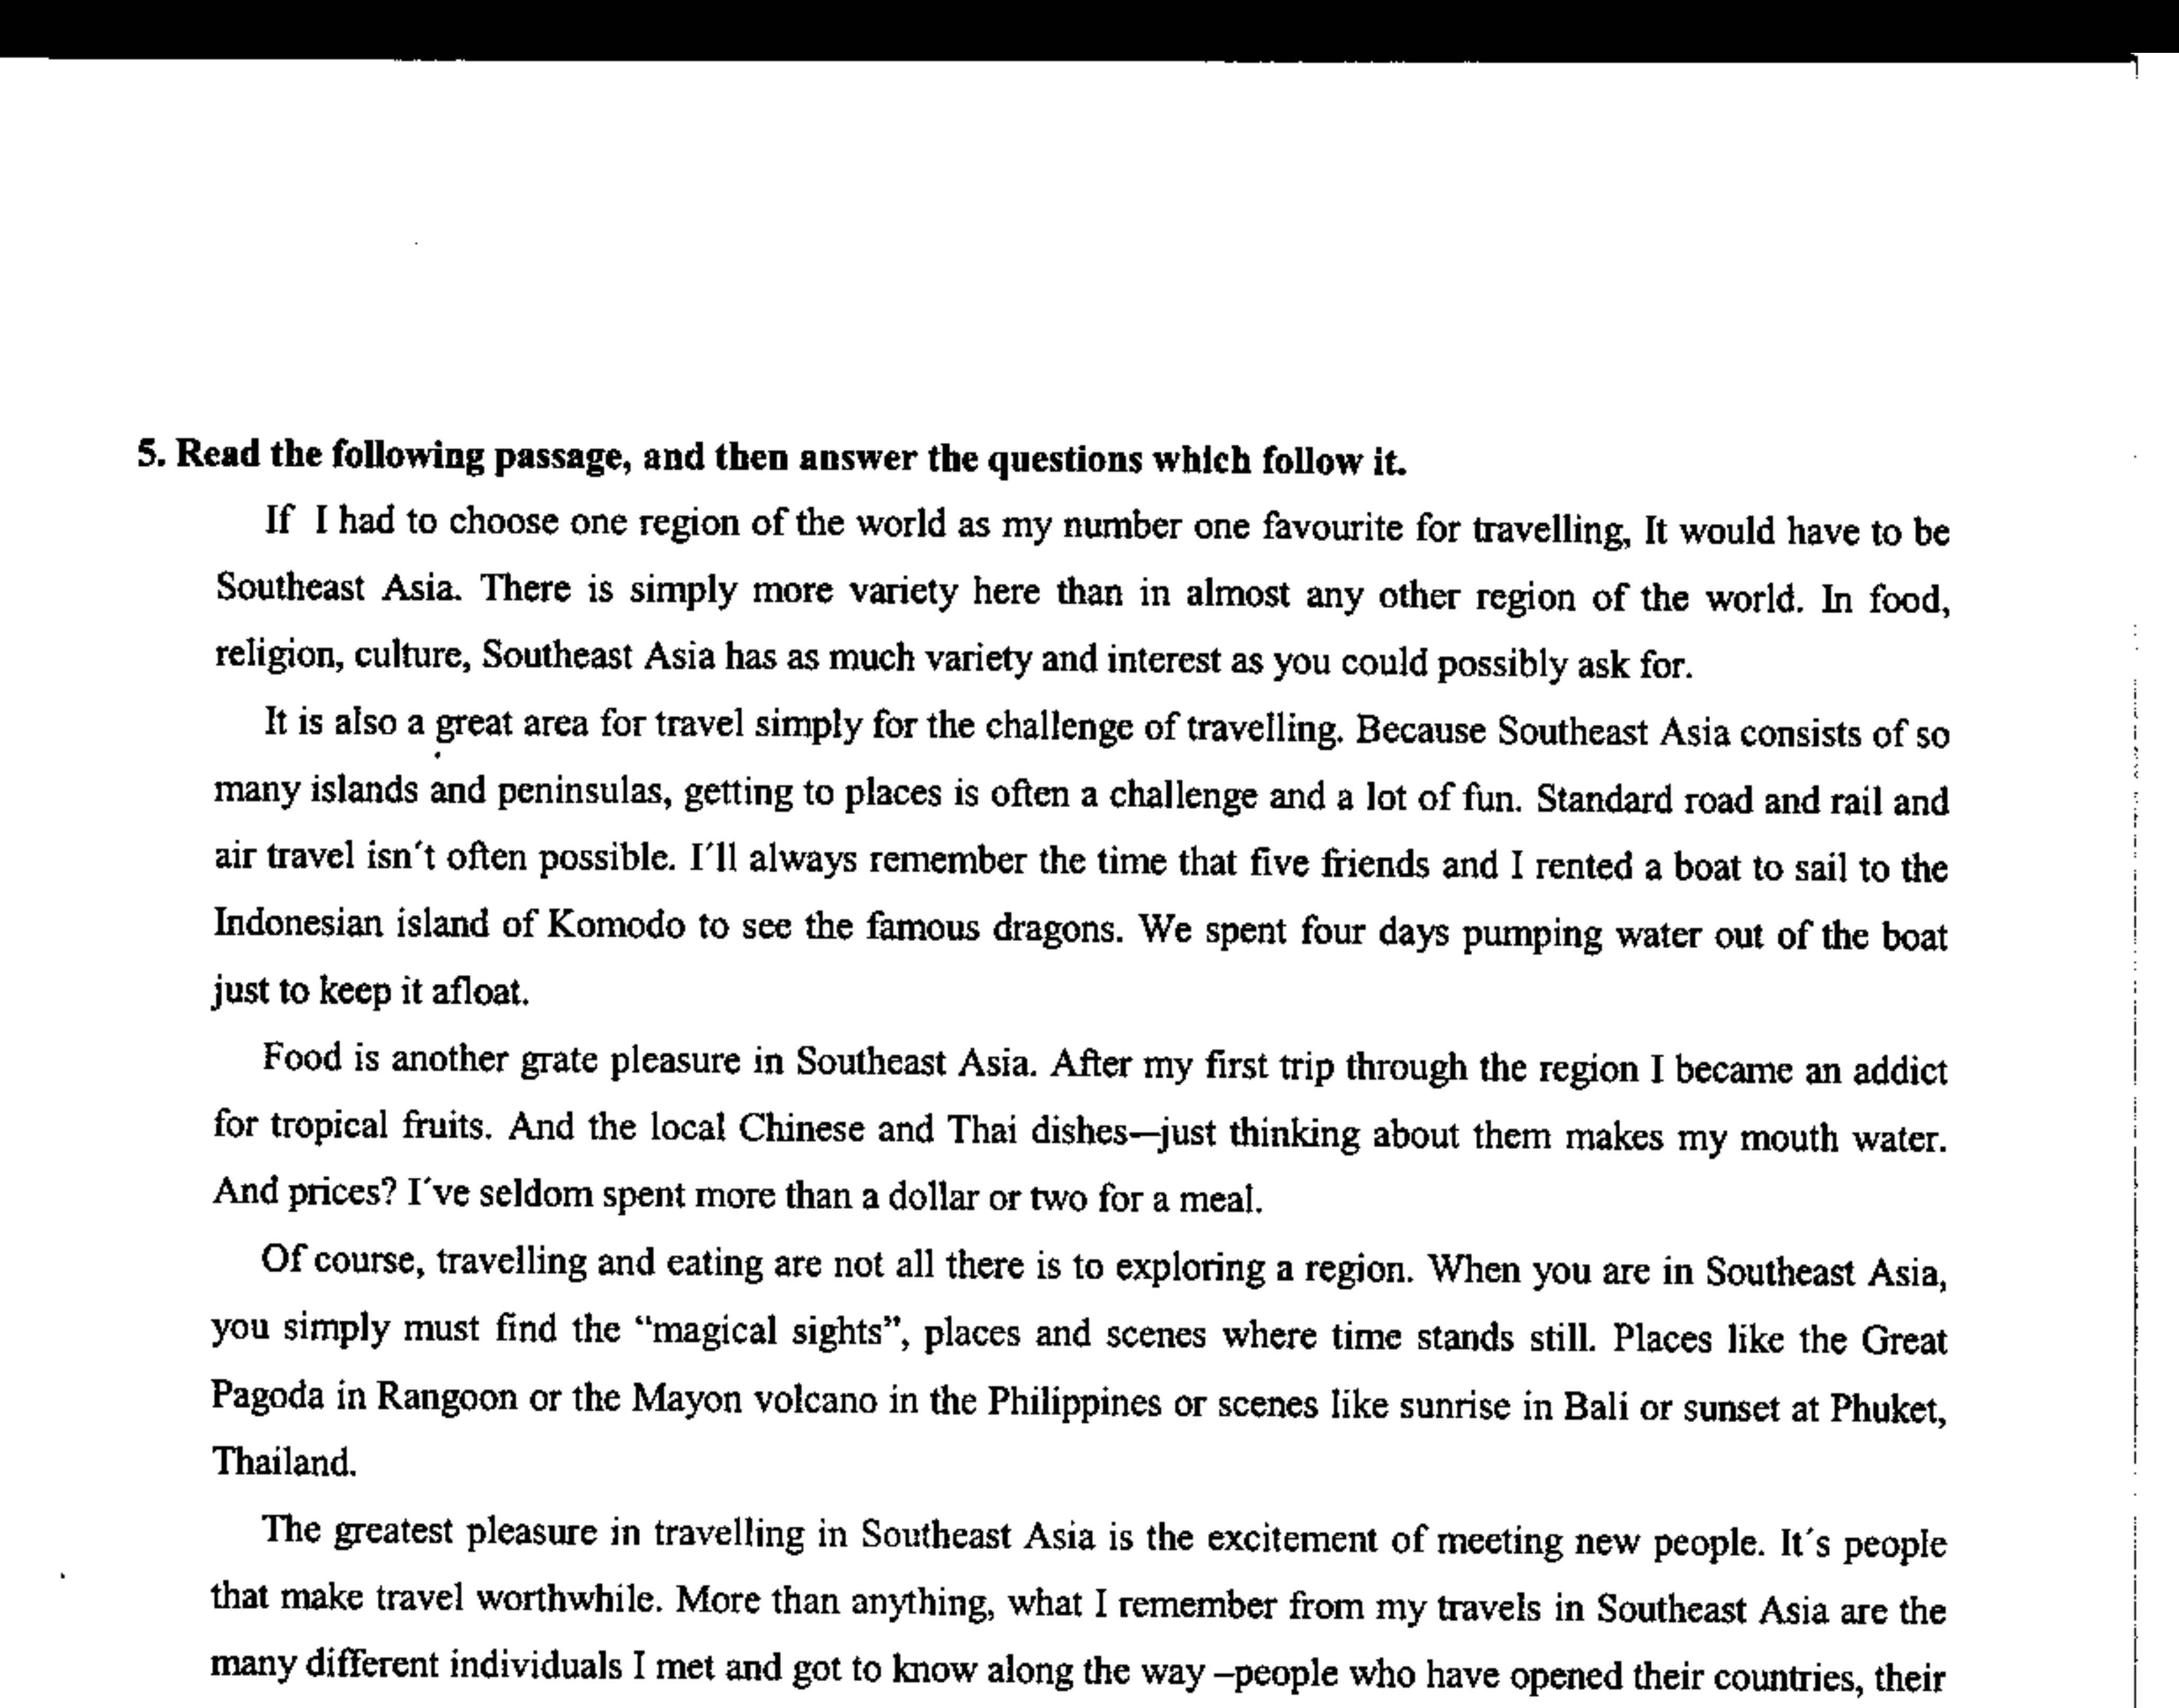 5. Read the following passage, and then answer the questions which follow it.
If I had to choose one region of the world as my number one favourite for travelling, It would have to be
Southeast Asia. There is simply more variety here than in almost any other region of the world. In food,
religion, culture, Southeast Asia has as much variety and interest as you could possibly ask for.
It is also a great area for travel simply for the challenge of travelling. Because Southeast Asia consists of so
many islands and peninsulas, getting to places is often a challenge and a lot of fun. Standard road and rail and
air travel isn´t often possible. I´ll always remember the time that five friends and I rented a boat to sail to the
Indonesian island of Komodo to see the famous dragons. We spent four days pumping water out of the boat
just to keep it afloat.
Food is another grate pleasure in Southeast Asia. After my first trip through the region I became an addict
for tropical fruits. And the local Chinese and Thai dishes—just thinking about them makes my mouth water.
And prices? I´ve seldom spent more than a dollar or two for a meal.
Of course, travelling and eating are not all there is to exploring a region. When you are in Southeast Asia,
you simply must find the “magical sights”, places and scenes where time stands still. Places like the Great
Pagoda in Rangoon or the Mayon volcano in the Philippines or scenes like sunrise in Bali or sunset at Phuket,
Thailand.
The greatest pleasure in travelling in Southeast Asia is the excitement of meeting new people. It´s people
that make travel worthwhile. More than anything, what I remember from my travels in Southeast Asia are the
many different individuals I met and got to know along the way –people who have opened their countries, their